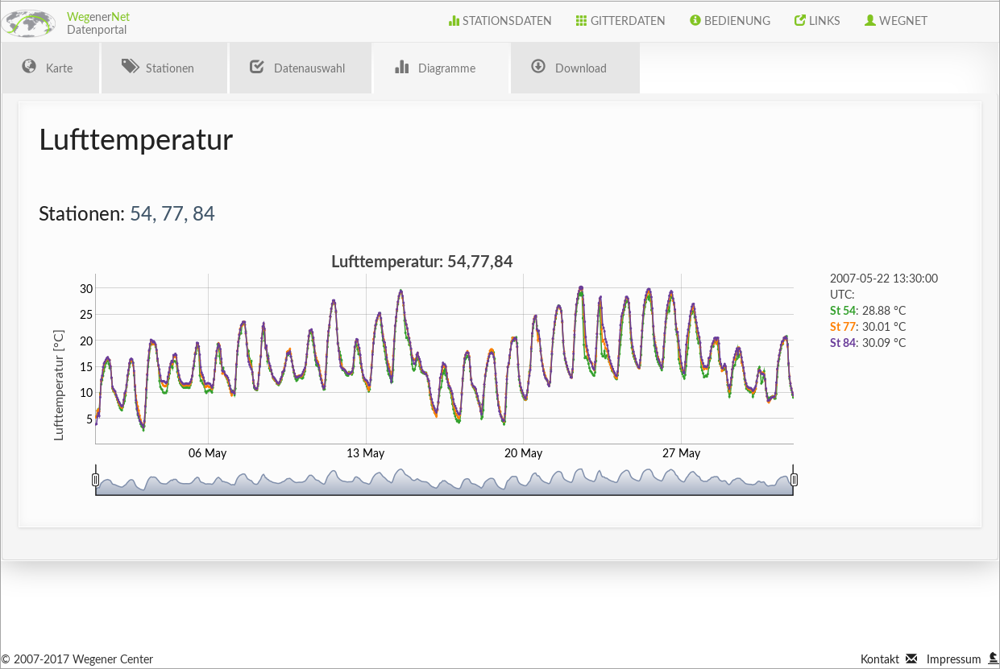 WegenerNet
Datenportal
STATIONSDATEN GITTERDATEN BEDIENUNG LINKS WEGNET
Karte Stationen Datenauswahl Diagramme Download
Lufttemperatur
Stationen: 54, 77, 84
Lufttemperatur: 54,77,84
Lufttemperatur [°C]
30
25
20
15
10
5
06 May 13 May 20 May 27 May
2007-05-22 13:30:00
UTC:
St 54: 28.88 °C
St 77: 30.01 °C
St 84: 30.09 °C
© 2007-2017 Wegener Center
Kontakt Impressum